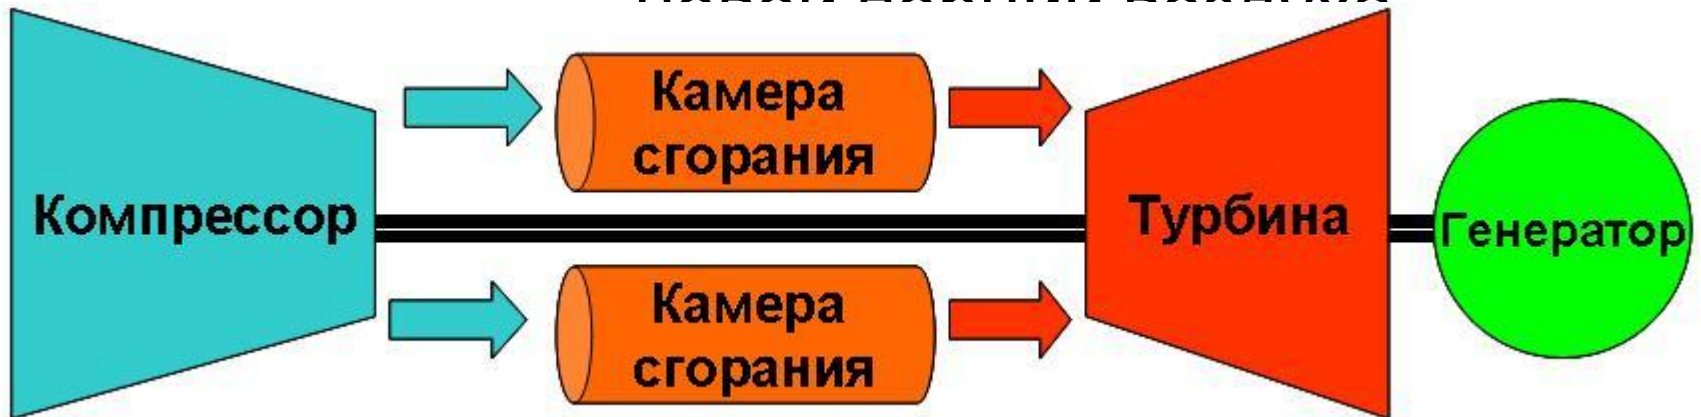 Камера
сгорания
Компрессор
Турбина
Генератор
Камера
сгорания